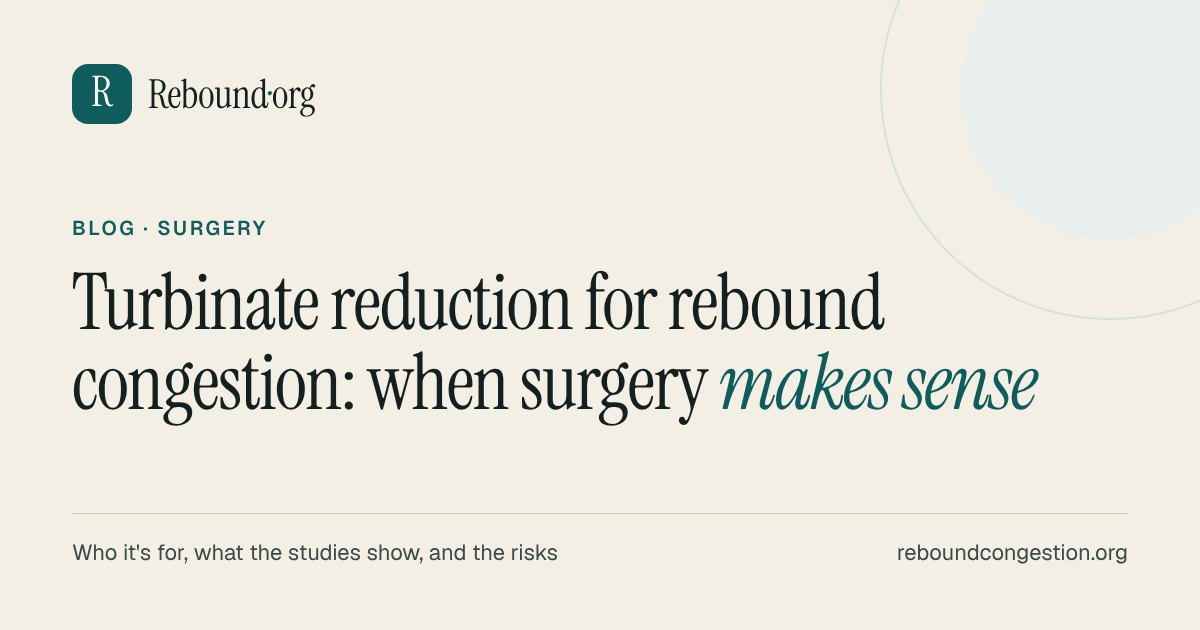 R
Rebound·org
BLOG · SURGERY
Turbinate reduction for rebound
congestion: when surgery makes sense
Who it's for, what the studies show, and the risks
reboundcongestion.org